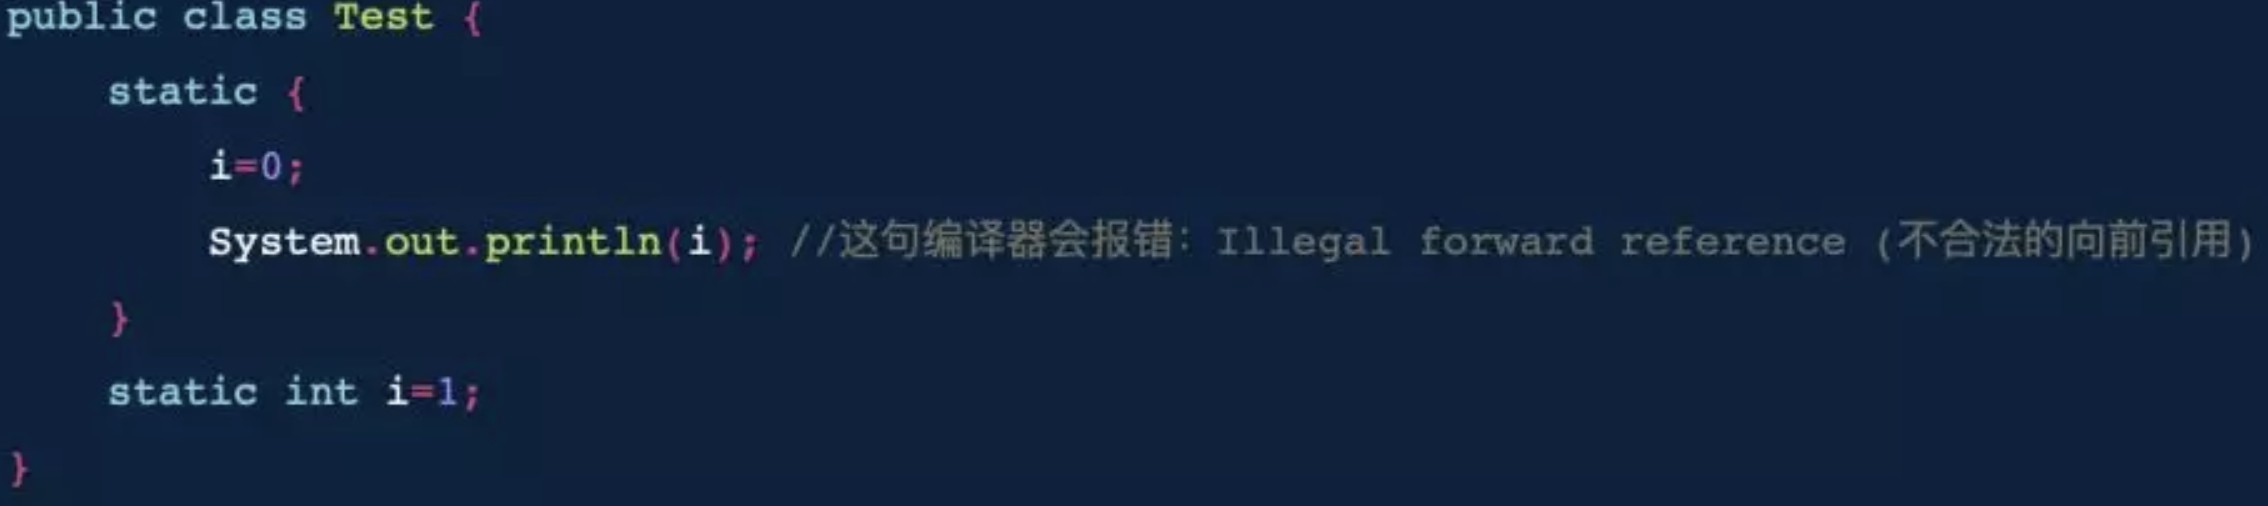 public class Test {
    static {
        i=0;
        System.out.println(i); //这句编译器会报错：Illegal forward reference (不合法的向前引用)
    }
    static int i=1;
}